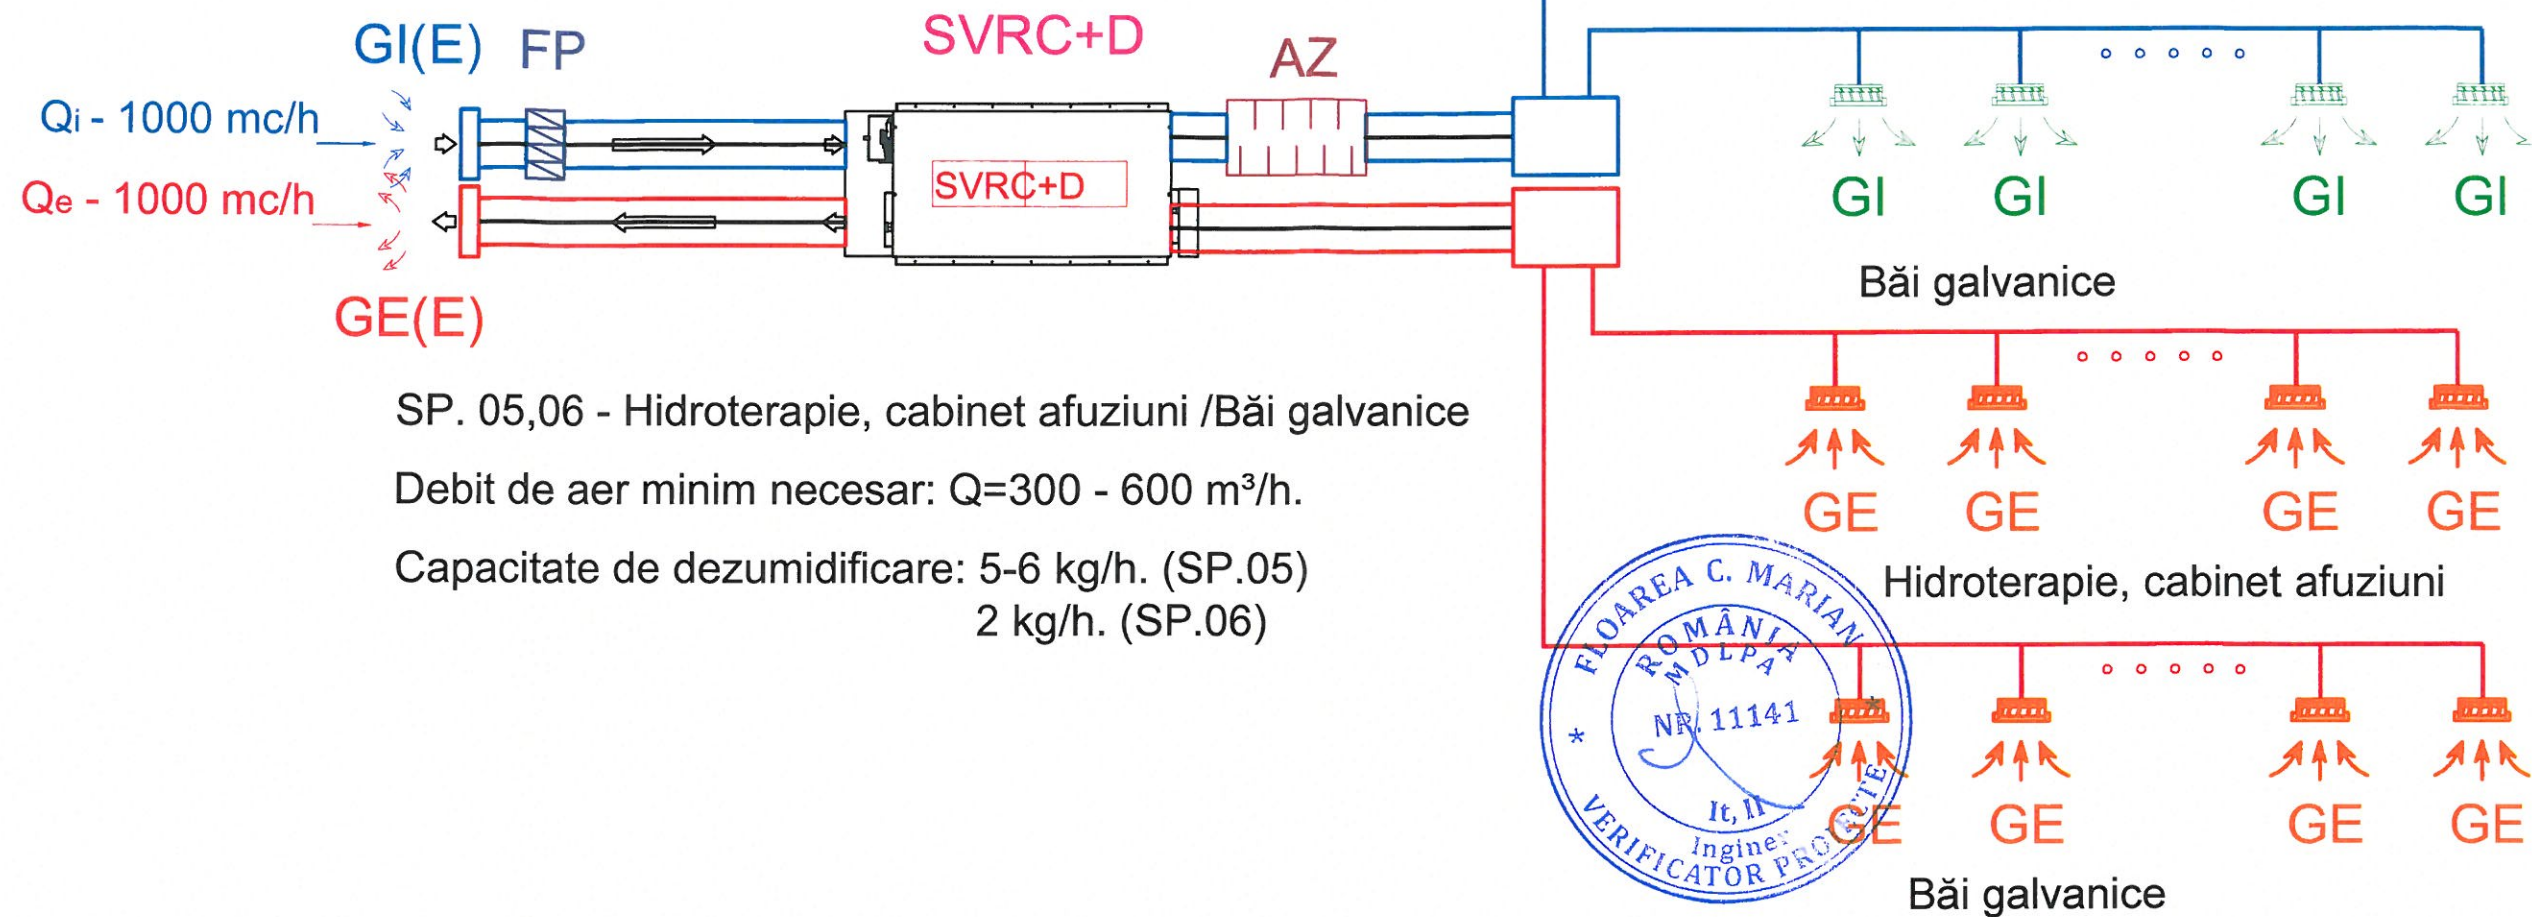 GI(E) FP SVRC+D AZ
Qi - 1000 mc/h
SVRC+D
Qe - 1000 mc/h
GI GI GI GI
Băi galvanice
GE(E)
SP. 05,06 - Hidroterapie, cabinet afuziuni /Băi galvanice
Debit de aer minim necesar: Q=300 - 600 m³/h.
GE GE GE GE
Capacitate de dezumidificare: 5-6 kg/h. (SP.05)
2 kg/h. (SP.06)
Hidroterapie, cabinet afuziuni
FLOAREA C. MARIAN
ROMÂNIA
MDLPA
NR. 11141
It, II
Inginer
* VERIFICATOR PROIECTE *
GE GE GE GE
Băi galvanice